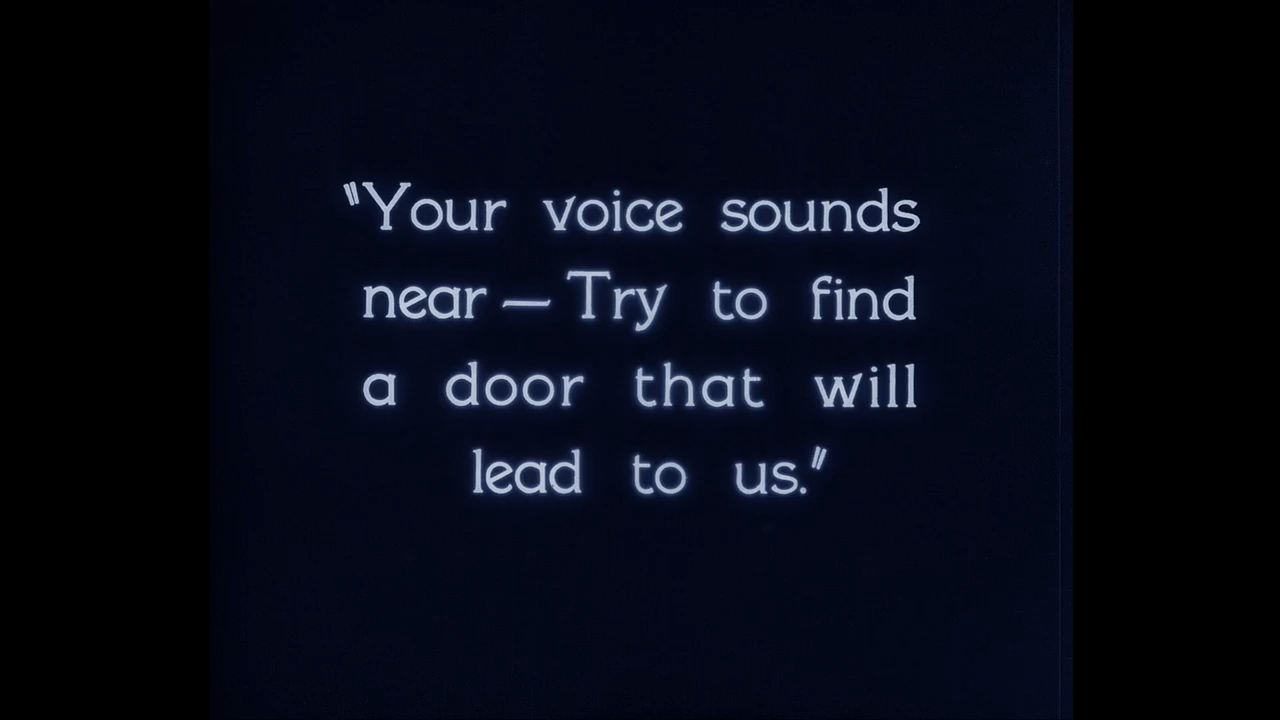 "Your voice sounds
near — Try to find
a door that will
lead to us."